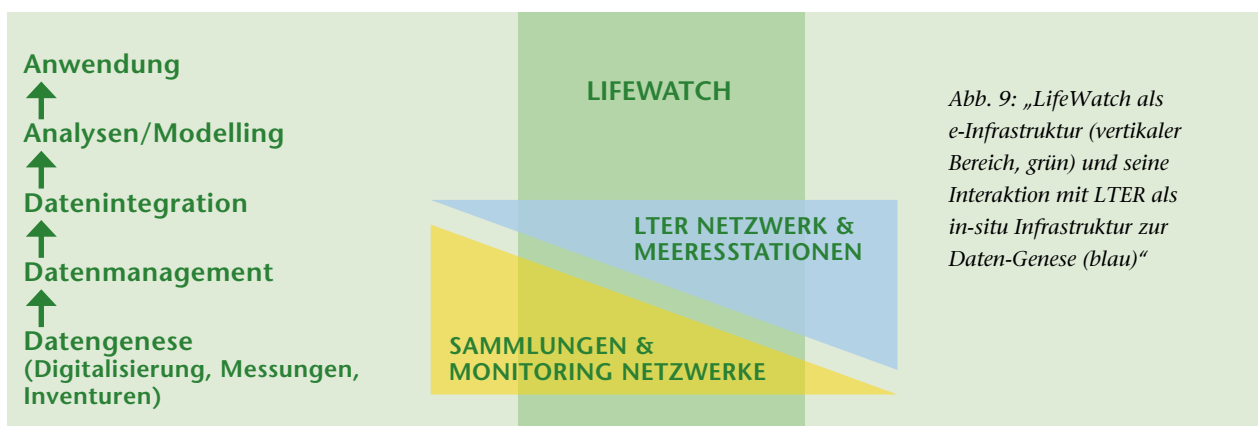 Anwendung
Analysen/Modelling
Datenintegration
Datenmanagement
Datengenese
(Digitalisierung, Messungen,
Inventuren)
LIFEWATCH
LTER NETZWERK &
MEERESSTATIONEN
SAMMLUNGEN &
MONITORING NETZWERKE
Abb. 9: „LifeWatch als
e-Infrastruktur (vertikaler
Bereich, grün) und seine
Interaktion mit LTER als
in-situ Infrastruktur zur
Daten-Genese (blau)“